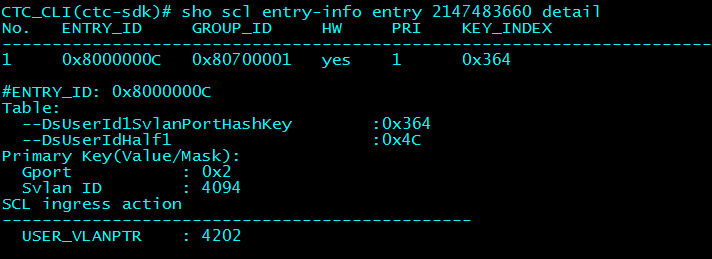 CTC_CLI(ctc-sdk)# sho scl entry-info entry 2147483660 detail
No. ENTRY_ID GROUP_ID HW PRI KEY_INDEX
--------------------------------------------------------------------------------
1 0x8000000c 0x80700001 yes 1 0x364
#ENTRY_ID: 0x8000000C
Table:
--DsUserId1SvlanPortHashKey :0x364
--DsUserIdHalf1 :0x4C
Primary Key(Value/Mask):
Gport : 0x2
Svlan ID : 4094
SCL ingress action
--------------------------------------------------
USER_VLANPTR : 4202